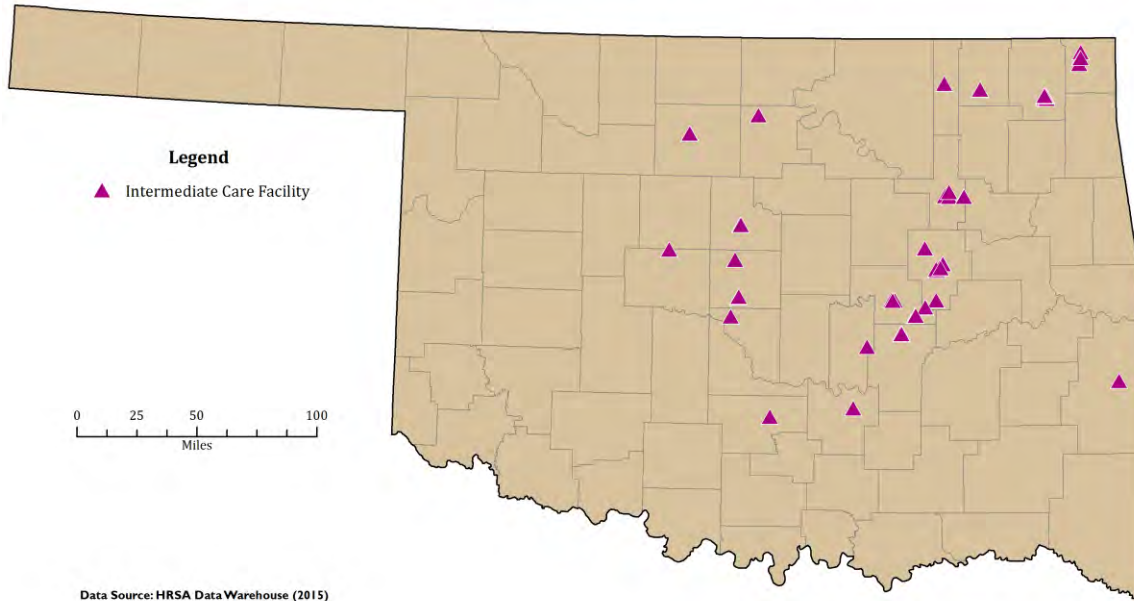 Legend
Intermediate Care Facility
0 25 50 100
Miles
Data Source: HRSA Data Warehouse (2015)